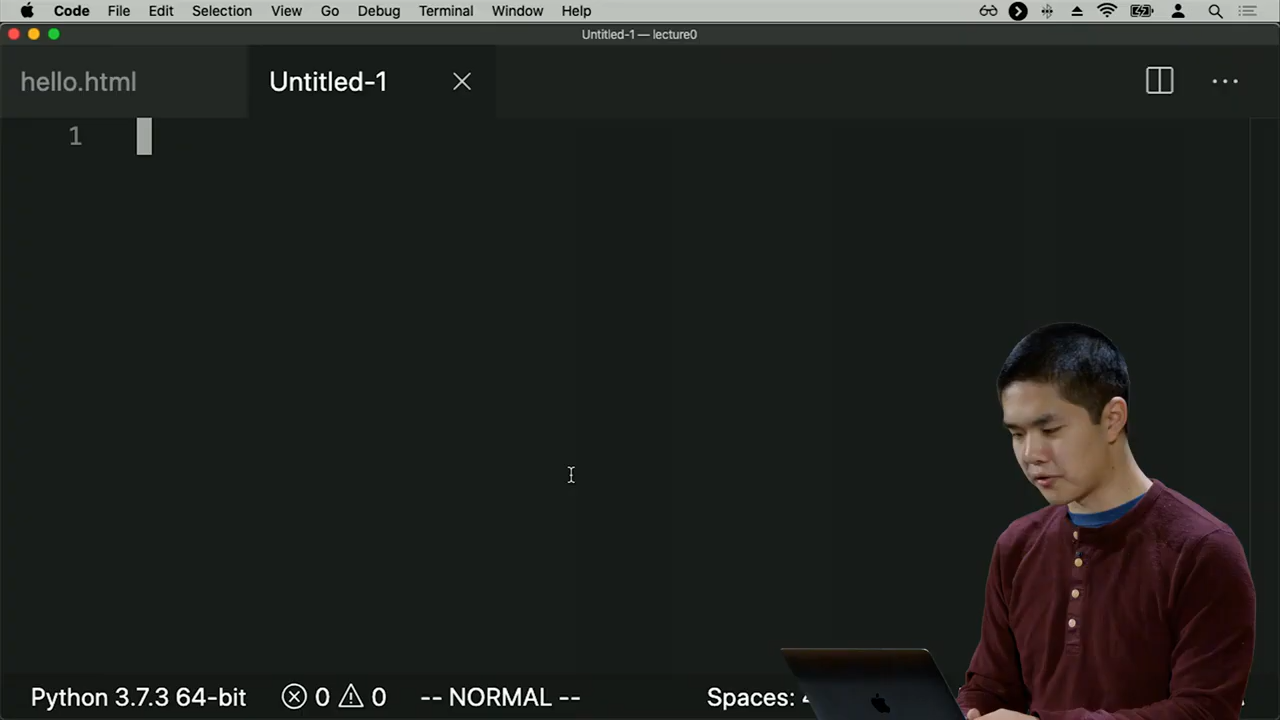 Code File Edit Selection View Go Debug Terminal Window Help
Untitled-1 — lecture0
hello.html Untitled-1
1
Python 3.7.3 64-bit 0 0 -- NORMAL -- Spaces: